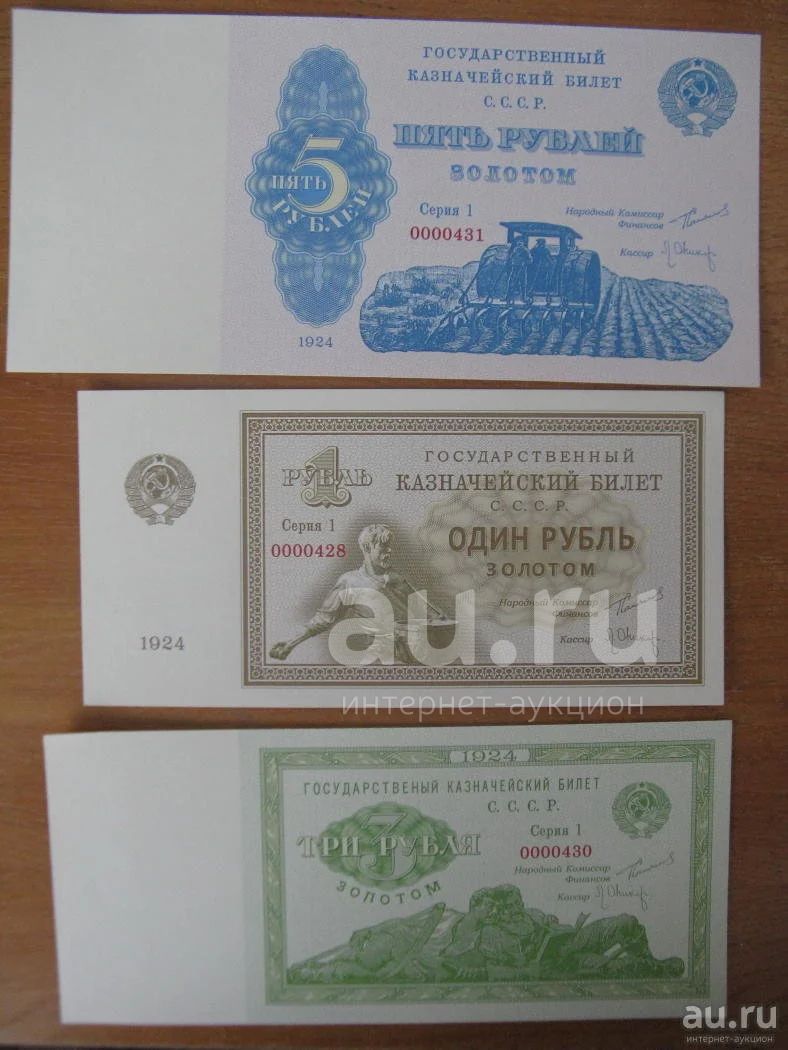 ГОСУДАРСТВЕННЫЙ
КАЗНАЧЕЙСКИЙ БИЛЕТ
С. С. С. Р.
ПЯТЬ РУБЛЕЙ
ЗОЛОТОМ
5
ПЯТЬ
РУБЛЕЙ
Серия 1
0000431
Народный Комиссар
Финансов
Кассир
1924
1
РУБЛЬ
ГОСУДАРСТВЕННЫЙ
КАЗНАЧЕЙСКИЙ БИЛЕТ
С. С. С. Р.
Серия 1
0000428
ОДИН РУБЛЬ
ЗОЛОТОМ
Народный Комиссар
Финансов
Кассир
1924
au.ru
интернет-аукцион
1924
ГОСУДАРСТВЕНЫЙ КАЗНАЧЕЙСКИЙ БИЛЕТ
С. С. С. Р.
3
ТРИ РУБЛЯ
ЗОЛОТОМ
Серия 1
0000430
Народный Комиссар
Финансов
Кассир
au.ru
интернет-аукцион